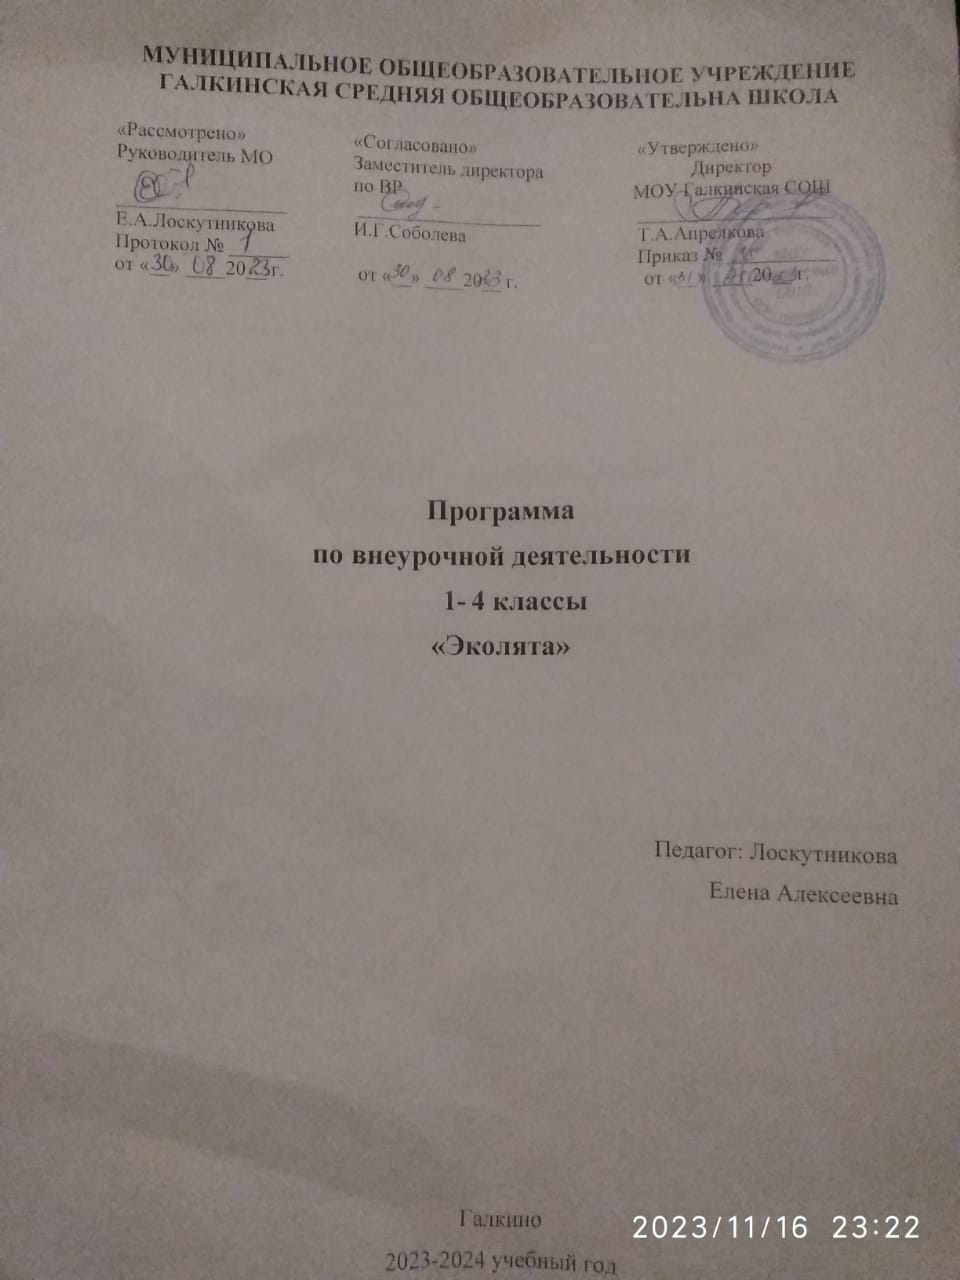 МУНИЦИПАЛЬНОЕ ОБЩЕОБРАЗОВАТЕЛЬНОЕ УЧРЕЖДЕНИЕ
ГАЛКИНСКАЯ СРЕДНЯЯ ОБЩЕОБРАЗОВАТЕЛЬНА ШКОЛА
«Рассмотрено»
Руководитель МО
Е.А.Лоскутникова
Протокол № 1
от «30» 08 2023г.
«Согласовано»
Заместитель директора
по ВР
И.Г.Соболева
от «30» 08 2023 г.
«Утверждено»
Директор
МОУ Галкинская СОШ
Т.А.Апрелкова
Приказ №
от «31» 20 г.
Программа
по внеурочной деятельности
1- 4 классы
«Эколята»
Педагог: Лоскутникова
Елена Алексеевна
Галкино
2023-2024 учебный год
2023/11/16 23:22